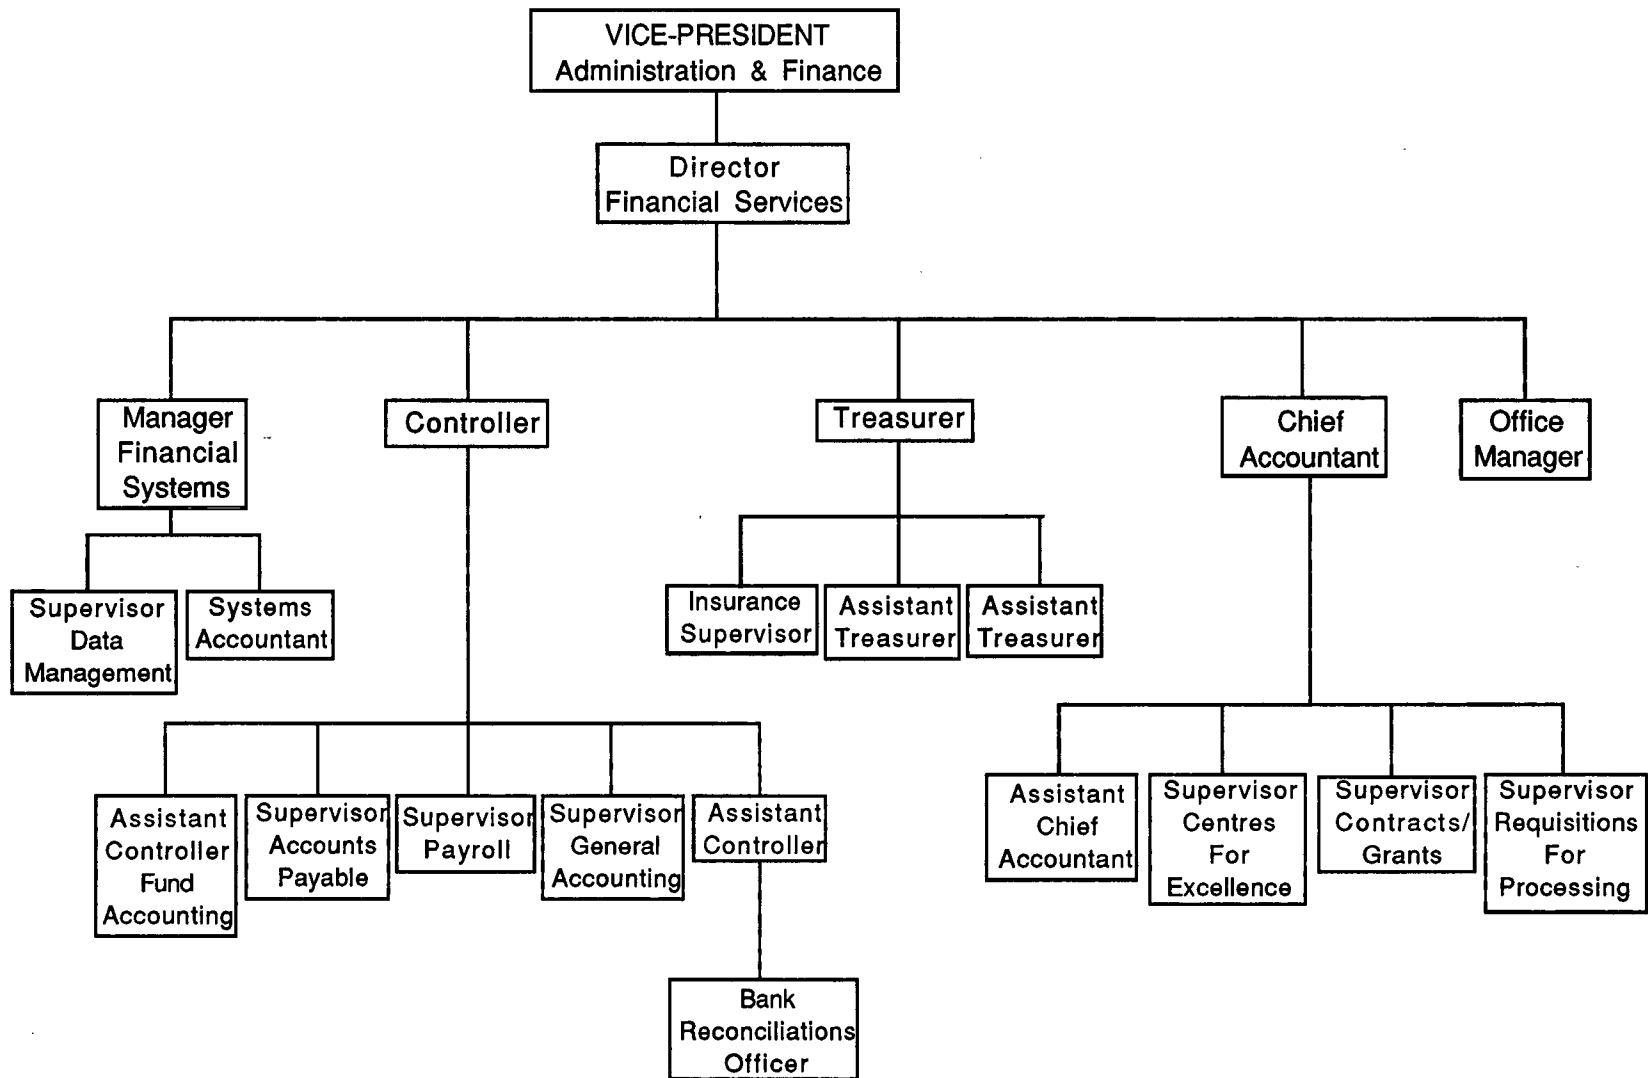 VICE-PRESIDENT
Administration & Finance
Director
Financial Services
Manager
Financial
Systems
Controller
Treasurer
Chief
Accountant
Office
Manager
Supervisor
Data
Management
Systems
Accountant
Insurance
Supervisor
Assistant
Treasurer
Assistant
Treasurer
Assistant
Controller
Fund
Accounting
Supervisor
Accounts
Payable
Supervisor
Payroll
Supervisor
General
Accounting
Assistant
Controller
Assistant
Chief
Accountant
Supervisor
Centres
For
Excellence
Supervisor
Contracts/
Grants
Supervisor
Requisitions
For
Processing
Bank
Reconciliations
Officer